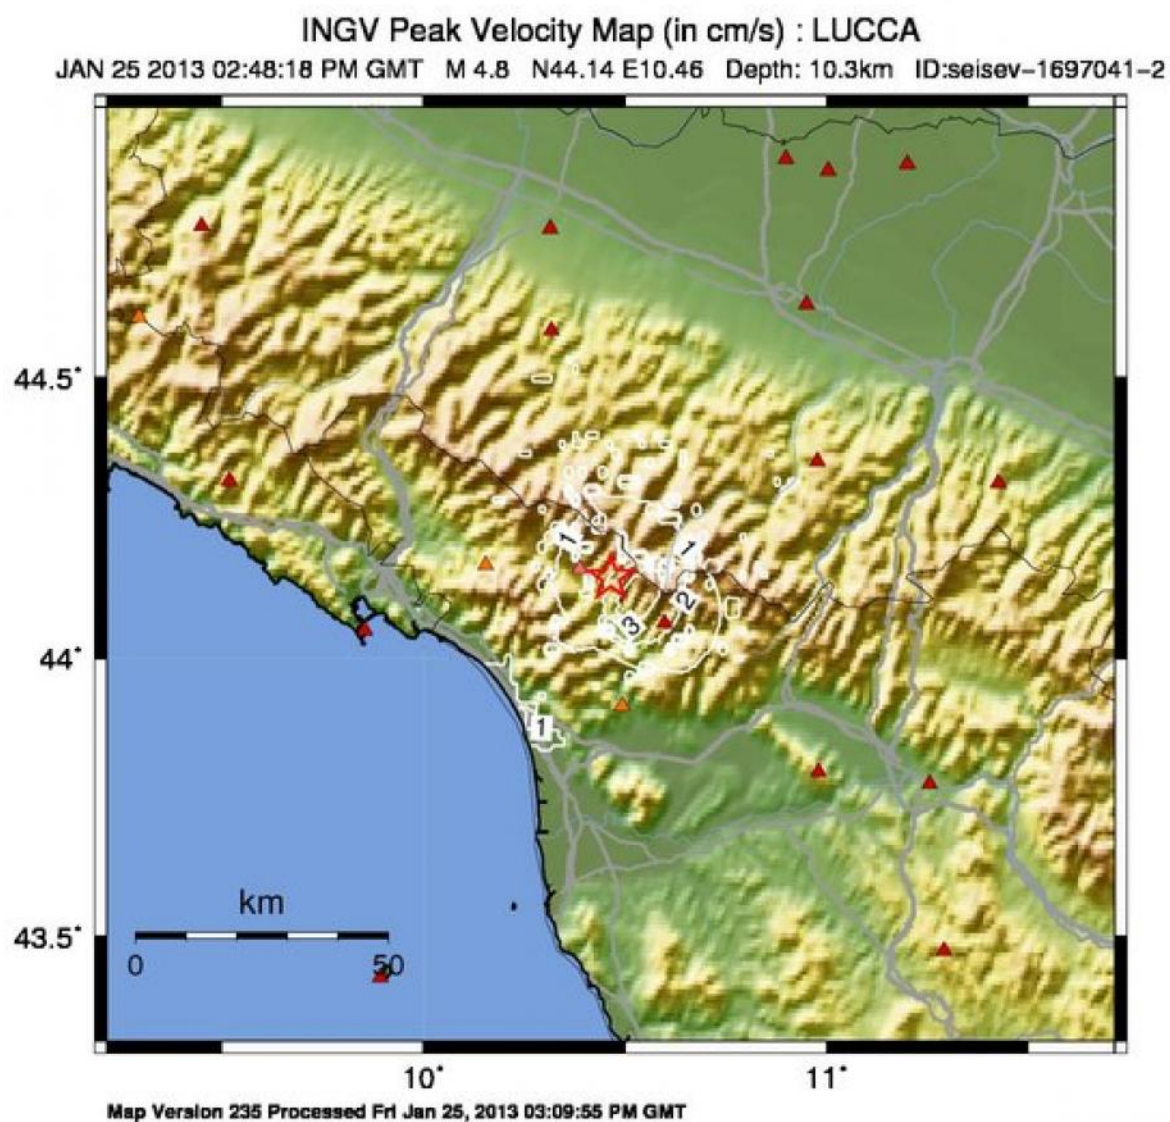 INGV Peak Velocity Map (in cm/s) : LUCCA
JAN 25 2013 02:48:18 PM GMT M 4.8 N44.14 E10.46 Depth: 10.3km ID:seisev-1697041-2
44.5°
1
1
2
3
44°
1
km
0 50
43.5°
10° 11°
Map Version 235 Processed Fri Jan 25, 2013 03:09:55 PM GMT